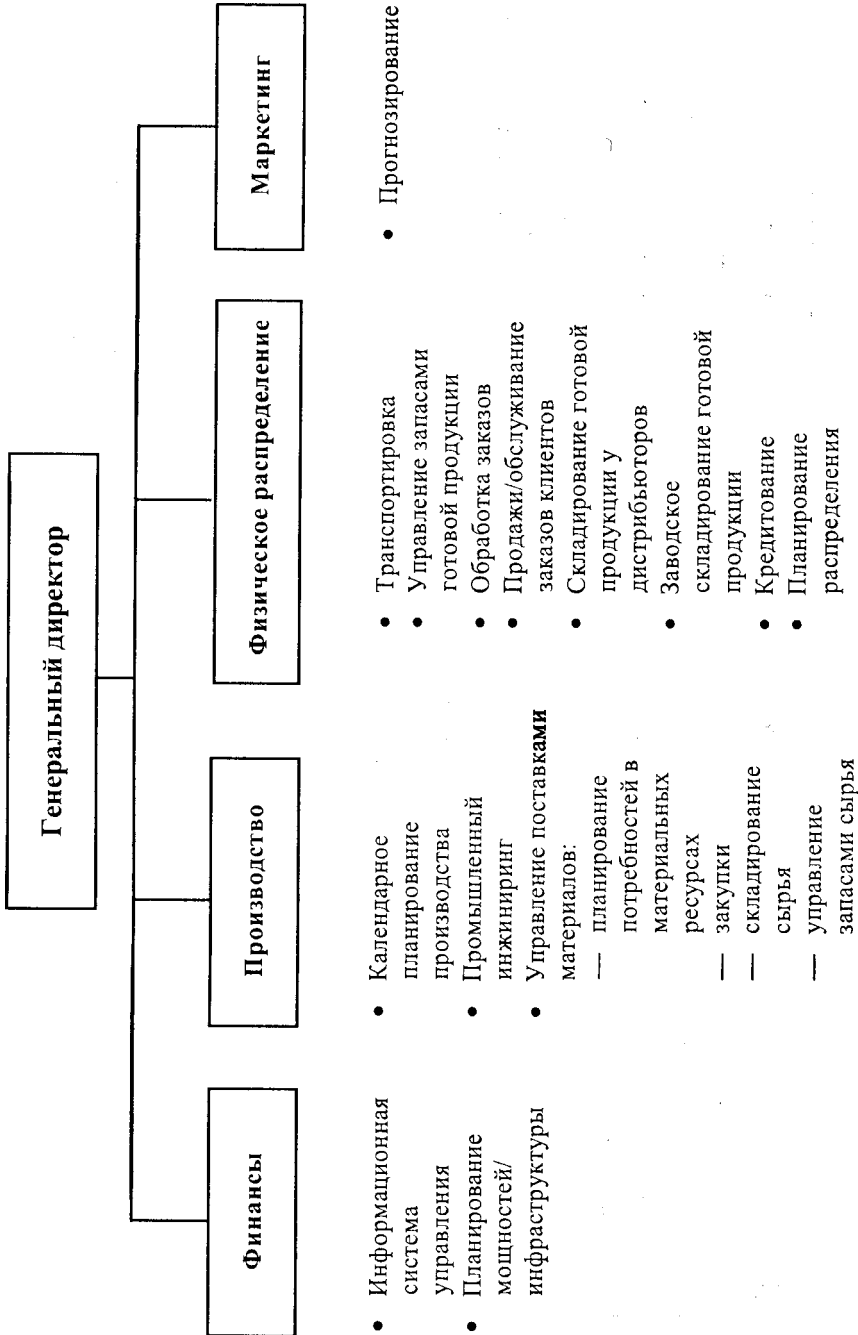 Генеральный директор
Финансы
Производство
Физическое распределение
Маркетинг
• Информационная
система
управления
• Планирование
мощностей/
инфраструктуры
• Календарное
планирование
производства
• Промышленный
инжиниринг
• Управление поставками
материалов:
— планирование
потребностей в
материальных
ресурсах
— закупки
— складирование
сырья
— управление
запасами сырья
• Транспортировка
• Управление запасами
готовой продукции
• Обработка заказов
• Продажи/обслуживание
заказов клиентов
• Складирование готовой
продукции у
дистрибьюторов
• Заводское
складирование готовой
продукции
• Кредитование
• Планирование
распределения
• Прогнозирование